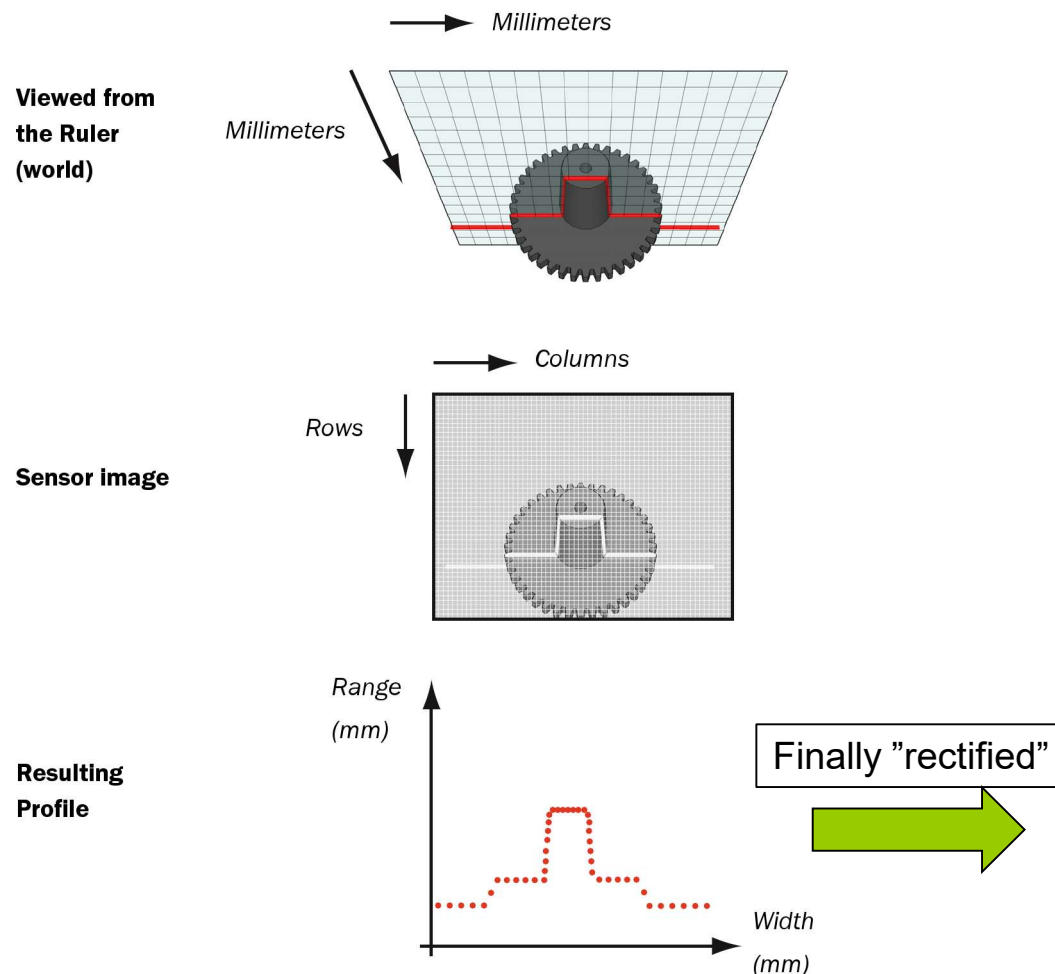 Millimeters
Viewed from
the Ruler
(world)
Millimeters
Columns
Rows
Sensor image
Range
(mm)
Finally ”rectified”
Resulting
Profile
Width
(mm)